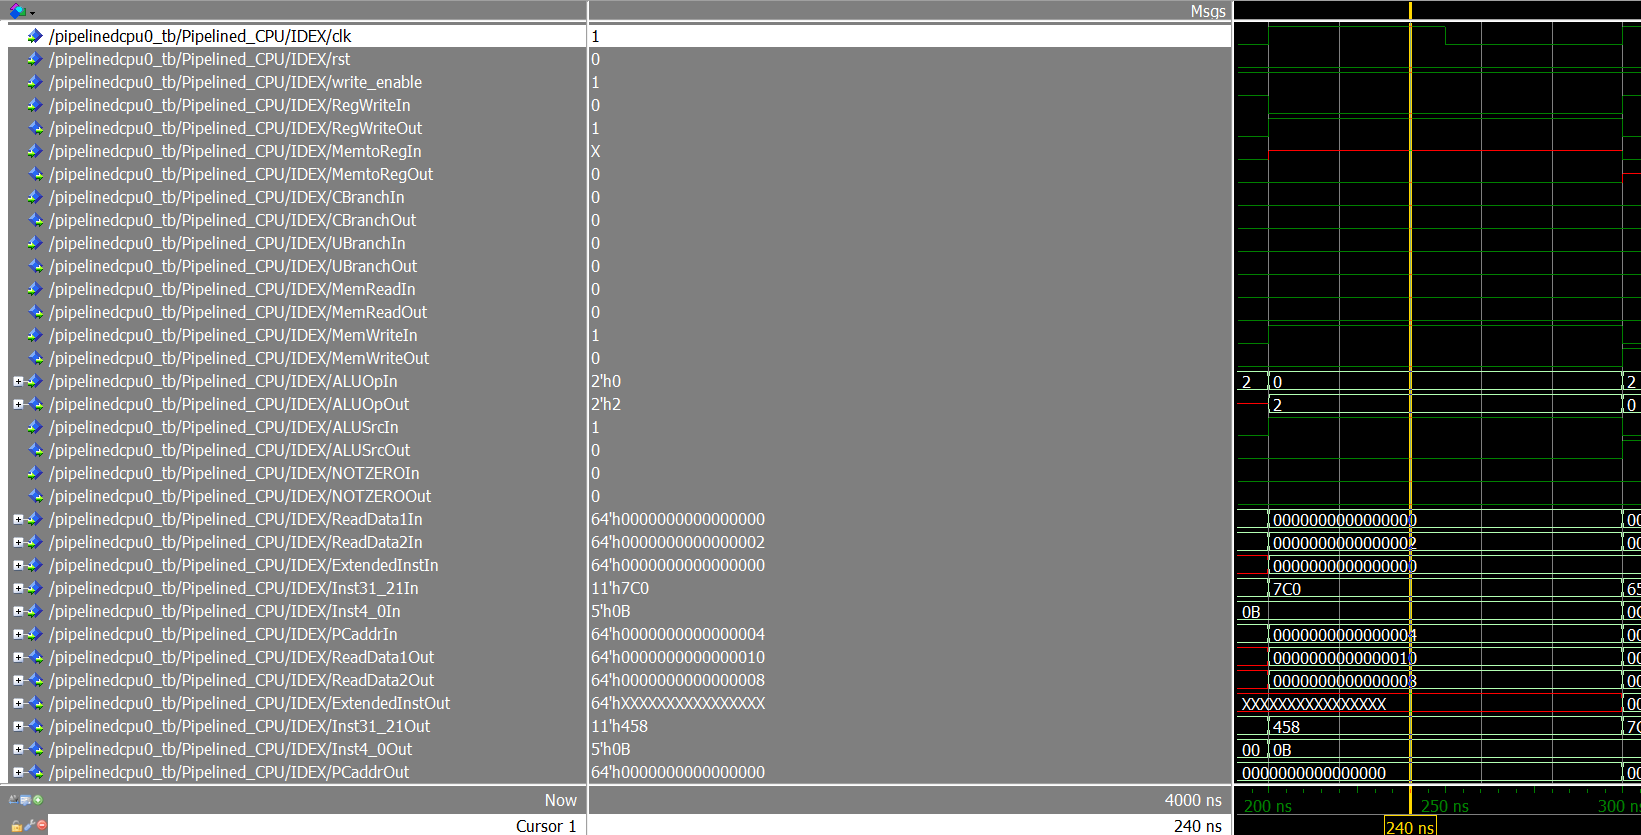 Msgs
/pipelinedcpu0_tb/Pipelined_CPU/IDEX/clk 1
/pipelinedcpu0_tb/Pipelined_CPU/IDEX/rst 0
/pipelinedcpu0_tb/Pipelined_CPU/IDEX/write_enable 1
/pipelinedcpu0_tb/Pipelined_CPU/IDEX/RegWriteIn 0
/pipelinedcpu0_tb/Pipelined_CPU/IDEX/RegWriteOut 1
/pipelinedcpu0_tb/Pipelined_CPU/IDEX/MemtoRegIn X
/pipelinedcpu0_tb/Pipelined_CPU/IDEX/MemtoRegOut 0
/pipelinedcpu0_tb/Pipelined_CPU/IDEX/CBranchIn 0
/pipelinedcpu0_tb/Pipelined_CPU/IDEX/CBranchOut 0
/pipelinedcpu0_tb/Pipelined_CPU/IDEX/UBranchIn 0
/pipelinedcpu0_tb/Pipelined_CPU/IDEX/UBranchOut 0
/pipelinedcpu0_tb/Pipelined_CPU/IDEX/MemReadIn 0
/pipelinedcpu0_tb/Pipelined_CPU/IDEX/MemReadOut 0
/pipelinedcpu0_tb/Pipelined_CPU/IDEX/MemWriteIn 1
/pipelinedcpu0_tb/Pipelined_CPU/IDEX/MemWriteOut 0
/pipelinedcpu0_tb/Pipelined_CPU/IDEX/ALUOpIn 2'h0 2 0 2
/pipelinedcpu0_tb/Pipelined_CPU/IDEX/ALUOpOut 2'h2 2 0
/pipelinedcpu0_tb/Pipelined_CPU/IDEX/ALUSrcIn 1
/pipelinedcpu0_tb/Pipelined_CPU/IDEX/ALUSrcOut 0
/pipelinedcpu0_tb/Pipelined_CPU/IDEX/NOTZEROIn 0
/pipelinedcpu0_tb/Pipelined_CPU/IDEX/NOTZEROOut 0
/pipelinedcpu0_tb/Pipelined_CPU/IDEX/ReadData1In 64'h0000000000000000 0000000000000000 00
/pipelinedcpu0_tb/Pipelined_CPU/IDEX/ReadData2In 64'h0000000000000002 0000000000000002 00
/pipelinedcpu0_tb/Pipelined_CPU/IDEX/ExtendedInstIn 64'h0000000000000000 0000000000000000
/pipelinedcpu0_tb/Pipelined_CPU/IDEX/Inst31_21In 11'h7C0 7C0 65
/pipelinedcpu0_tb/Pipelined_CPU/IDEX/Inst4_0In 5'h0B 0B 0C
/pipelinedcpu0_tb/Pipelined_CPU/IDEX/PCaddrIn 64'h0000000000000004 0000000000000004 00
/pipelinedcpu0_tb/Pipelined_CPU/IDEX/ReadData1Out 64'h0000000000000010 0000000000000010 00
/pipelinedcpu0_tb/Pipelined_CPU/IDEX/ReadData2Out 64'h0000000000000008 0000000000000008 00
/pipelinedcpu0_tb/Pipelined_CPU/IDEX/ExtendedInstOut 64'hXXXXXXXXXXXXXXXX XXXXXXXXXXXXXXXX 00
/pipelinedcpu0_tb/Pipelined_CPU/IDEX/Inst31_21Out 11'h458 458 7C
/pipelinedcpu0_tb/Pipelined_CPU/IDEX/Inst4_0Out 5'h0B 00 0B
/pipelinedcpu0_tb/Pipelined_CPU/IDEX/PCaddrOut 64'h0000000000000000 0000000000000000 00
Now 4000 ns 200 ns 250 ns 300 ns
Cursor 1 240 ns 240 ns